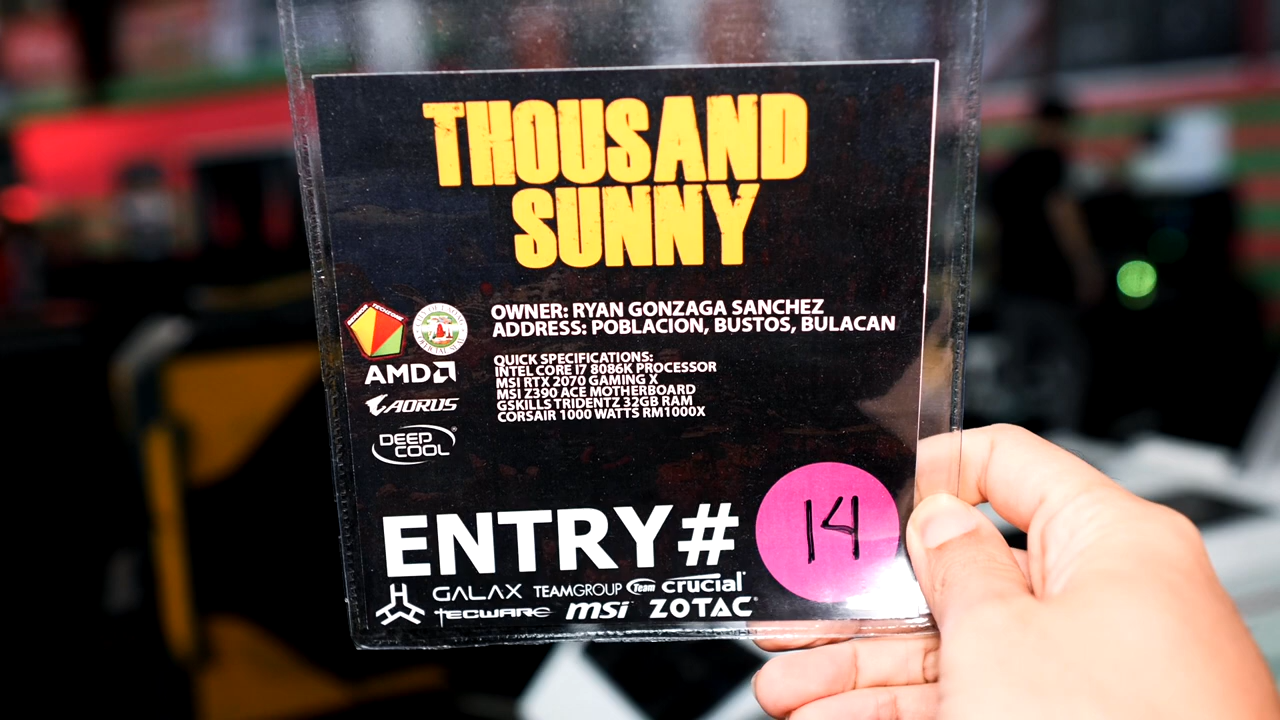 THOUSAND
SUNNY
OWNER: RYAN GONZAGA SANCHEZ
ADDRESS: POBLACION, BUSTOS, BULACAN
QUICK SPECIFICATIONS:
INTEL CORE I7 8086K PROCESSOR
MSI RTX 2070 GAMING X
MSI Z390 ACE MOTHERBOARD
GSKILLS TRIDENTZ 32GB RAM
CORSAIR 1000 WATTS RM1000X
AMD
AORUS
DEEP
COOL
ENTRY# 14
GALAX TEAMGROUP Team crucial
TECWARE msi ZOTAC